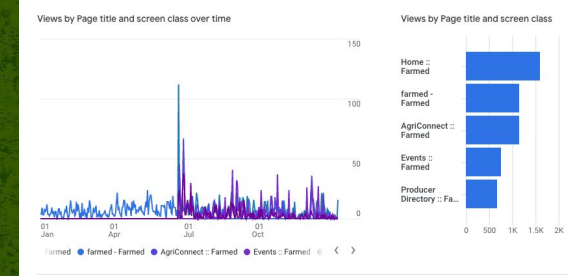 Views by Page title and screen class over time
150
100
50
0
01 01 01 01
Jan Apr Jul Oct
Farmed farmed - Farmed AgriConnect :: Farmed Events :: Farmed
Views by Page title and screen class
Home ::
Farmed
farmed -
Farmed
AgriConnect ::
Farmed
Events ::
Farmed
Producer
Directory :: Fa...
0 500 1K 1.5K 2K